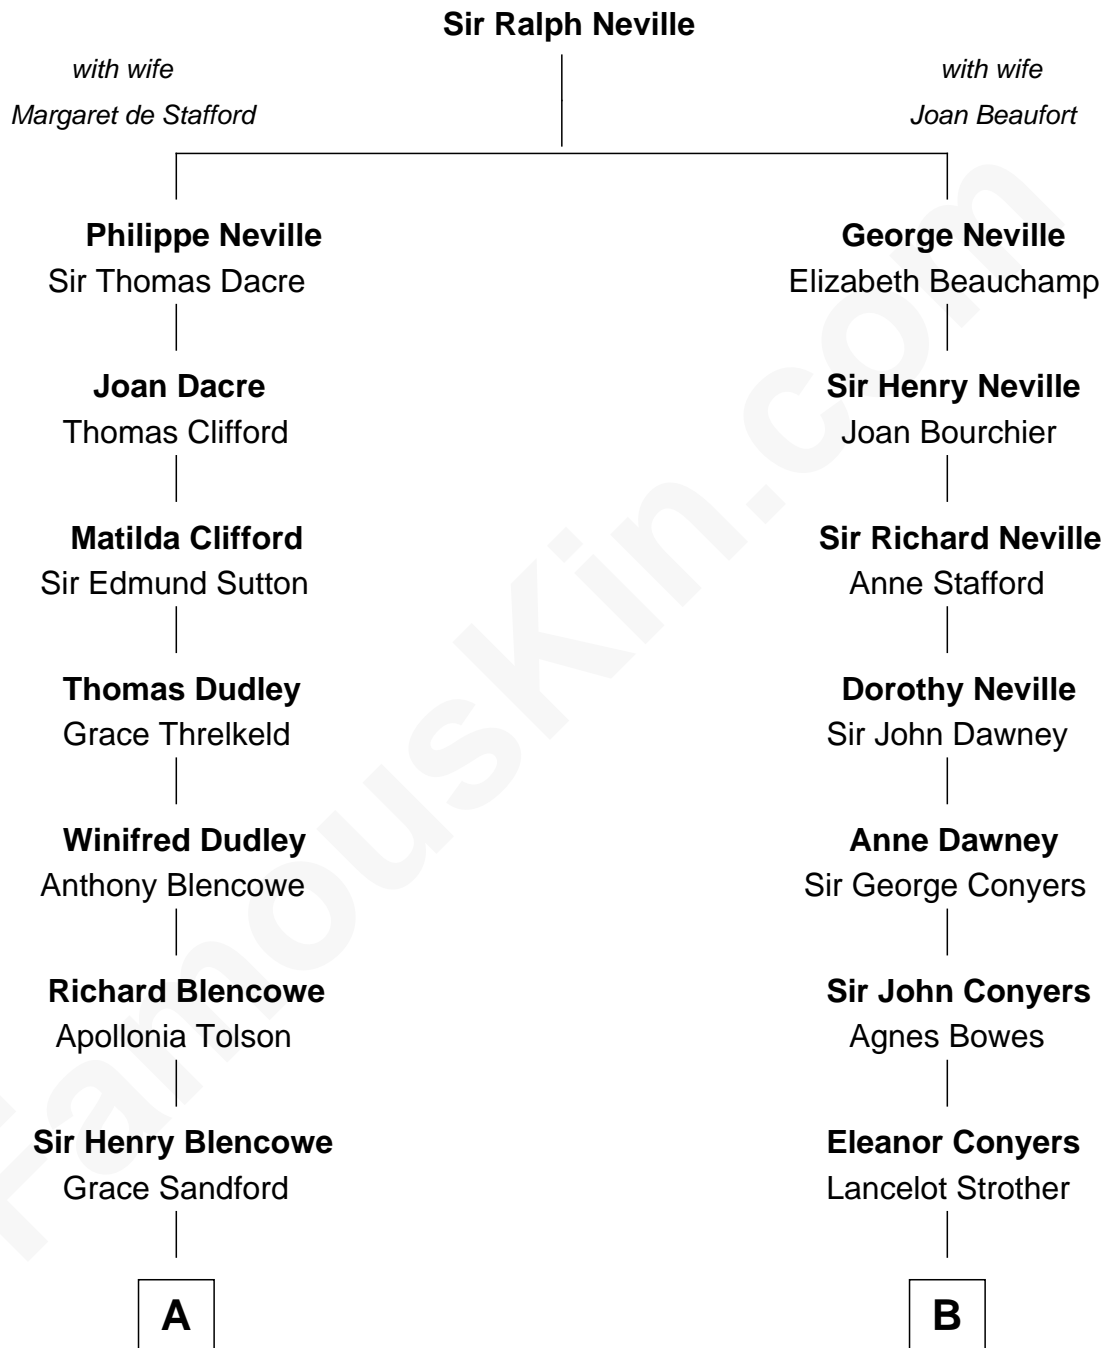 Sir Ralph Neville
with wife
Margaret de Stafford
with wife
Joan Beaufort
Philippe Neville
Sir Thomas Dacre
George Neville
Elizabeth Beauchamp
Joan Dacre
Thomas Clifford
Sir Henry Neville
Joan Bourchier
Matilda Clifford
Sir Edmund Sutton
Sir Richard Neville
Anne Stafford
Thomas Dudley
Grace Threlkeld
Dorothy Neville
Sir John Dawney
Winifred Dudley
Anthony Blencowe
Anne Dawney
Sir George Conyers
Richard Blencowe
Apollonia Tolson
Sir John Conyers
Agnes Bowes
Sir Henry Blencowe
Grace Sandford
Eleanor Conyers
Lancelot Strother
A
B
FamousKin.com